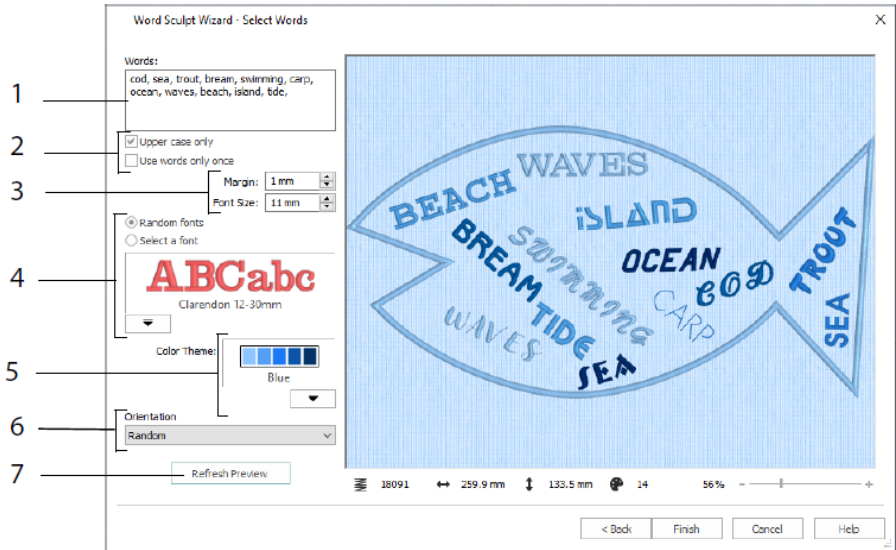 Word Sculpt Wizard - Select Words
Words:
1
cod, sea, trout, bream, swimming, carp,
ocean, waves, beach, island, tide,
2
Upper case only
Use words only once
3
Margin: 1 mm
Font Size: 11 mm
Random fonts
Select a font
4
ABCabc
Clarendon 12-30mm
5
Color Theme:
Blue
6
Orientation
Random
7
Refresh Preview
WAVES
BEACH
iSLAND
TROUT
BREAM
SWIMMING
OCEAN
COD
CARP
TIDE
WAVES
SEA
SEA
18091 259.9 mm 133.5 mm 14 56% - +
< Back Finish Cancel Help